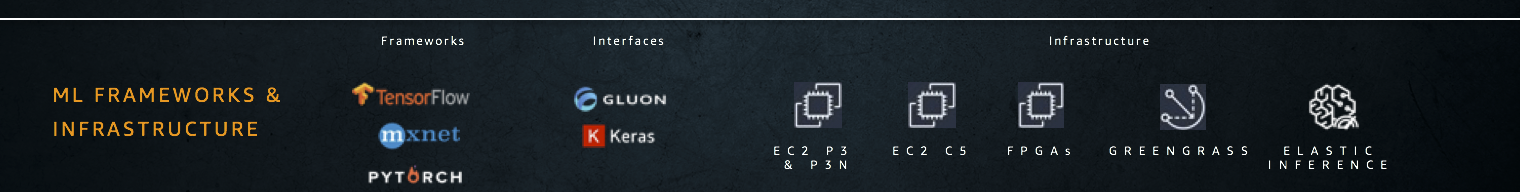 Frameworks
Interfaces
Infrastructure
ML FRAMEWORKS &
INFRASTRUCTURE
TensorFlow
mxnet
PYTORCH
GLUON
K Keras
EC2 P3
& P3N
EC2 C5
FPGAs
GREENGRASS
ELASTIC
INFERENCE